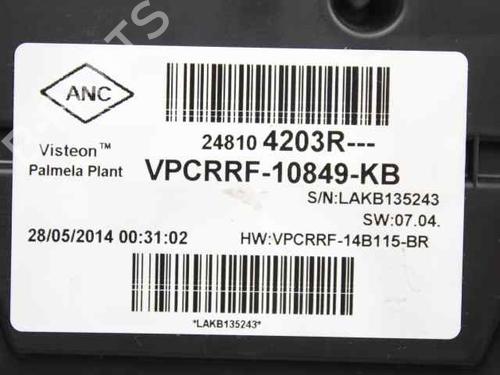 ANC
24810 4203R---
Visteon™
Palmela Plant
VPCRRF-10849-KB
S/N:LAKB135243
SW:07.04.
28/05/2014 00:31:02
HW:VPCRRF-14B115-BR
*LAKB135243*